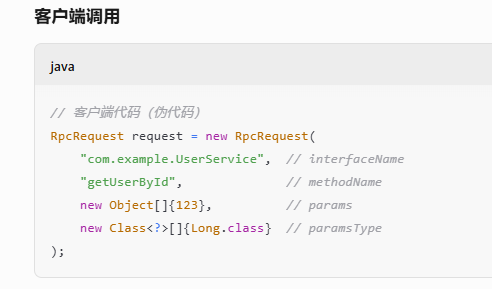 客户端调用
java
// 客户端代码（伪代码）
RpcRequest request = new RpcRequest(
    "com.example.UserService",  // interfaceName
    "getUserById",              // methodName
    new Object[]{123},          // params
    new Class<?>[]{Long.class}  // paramsType
);